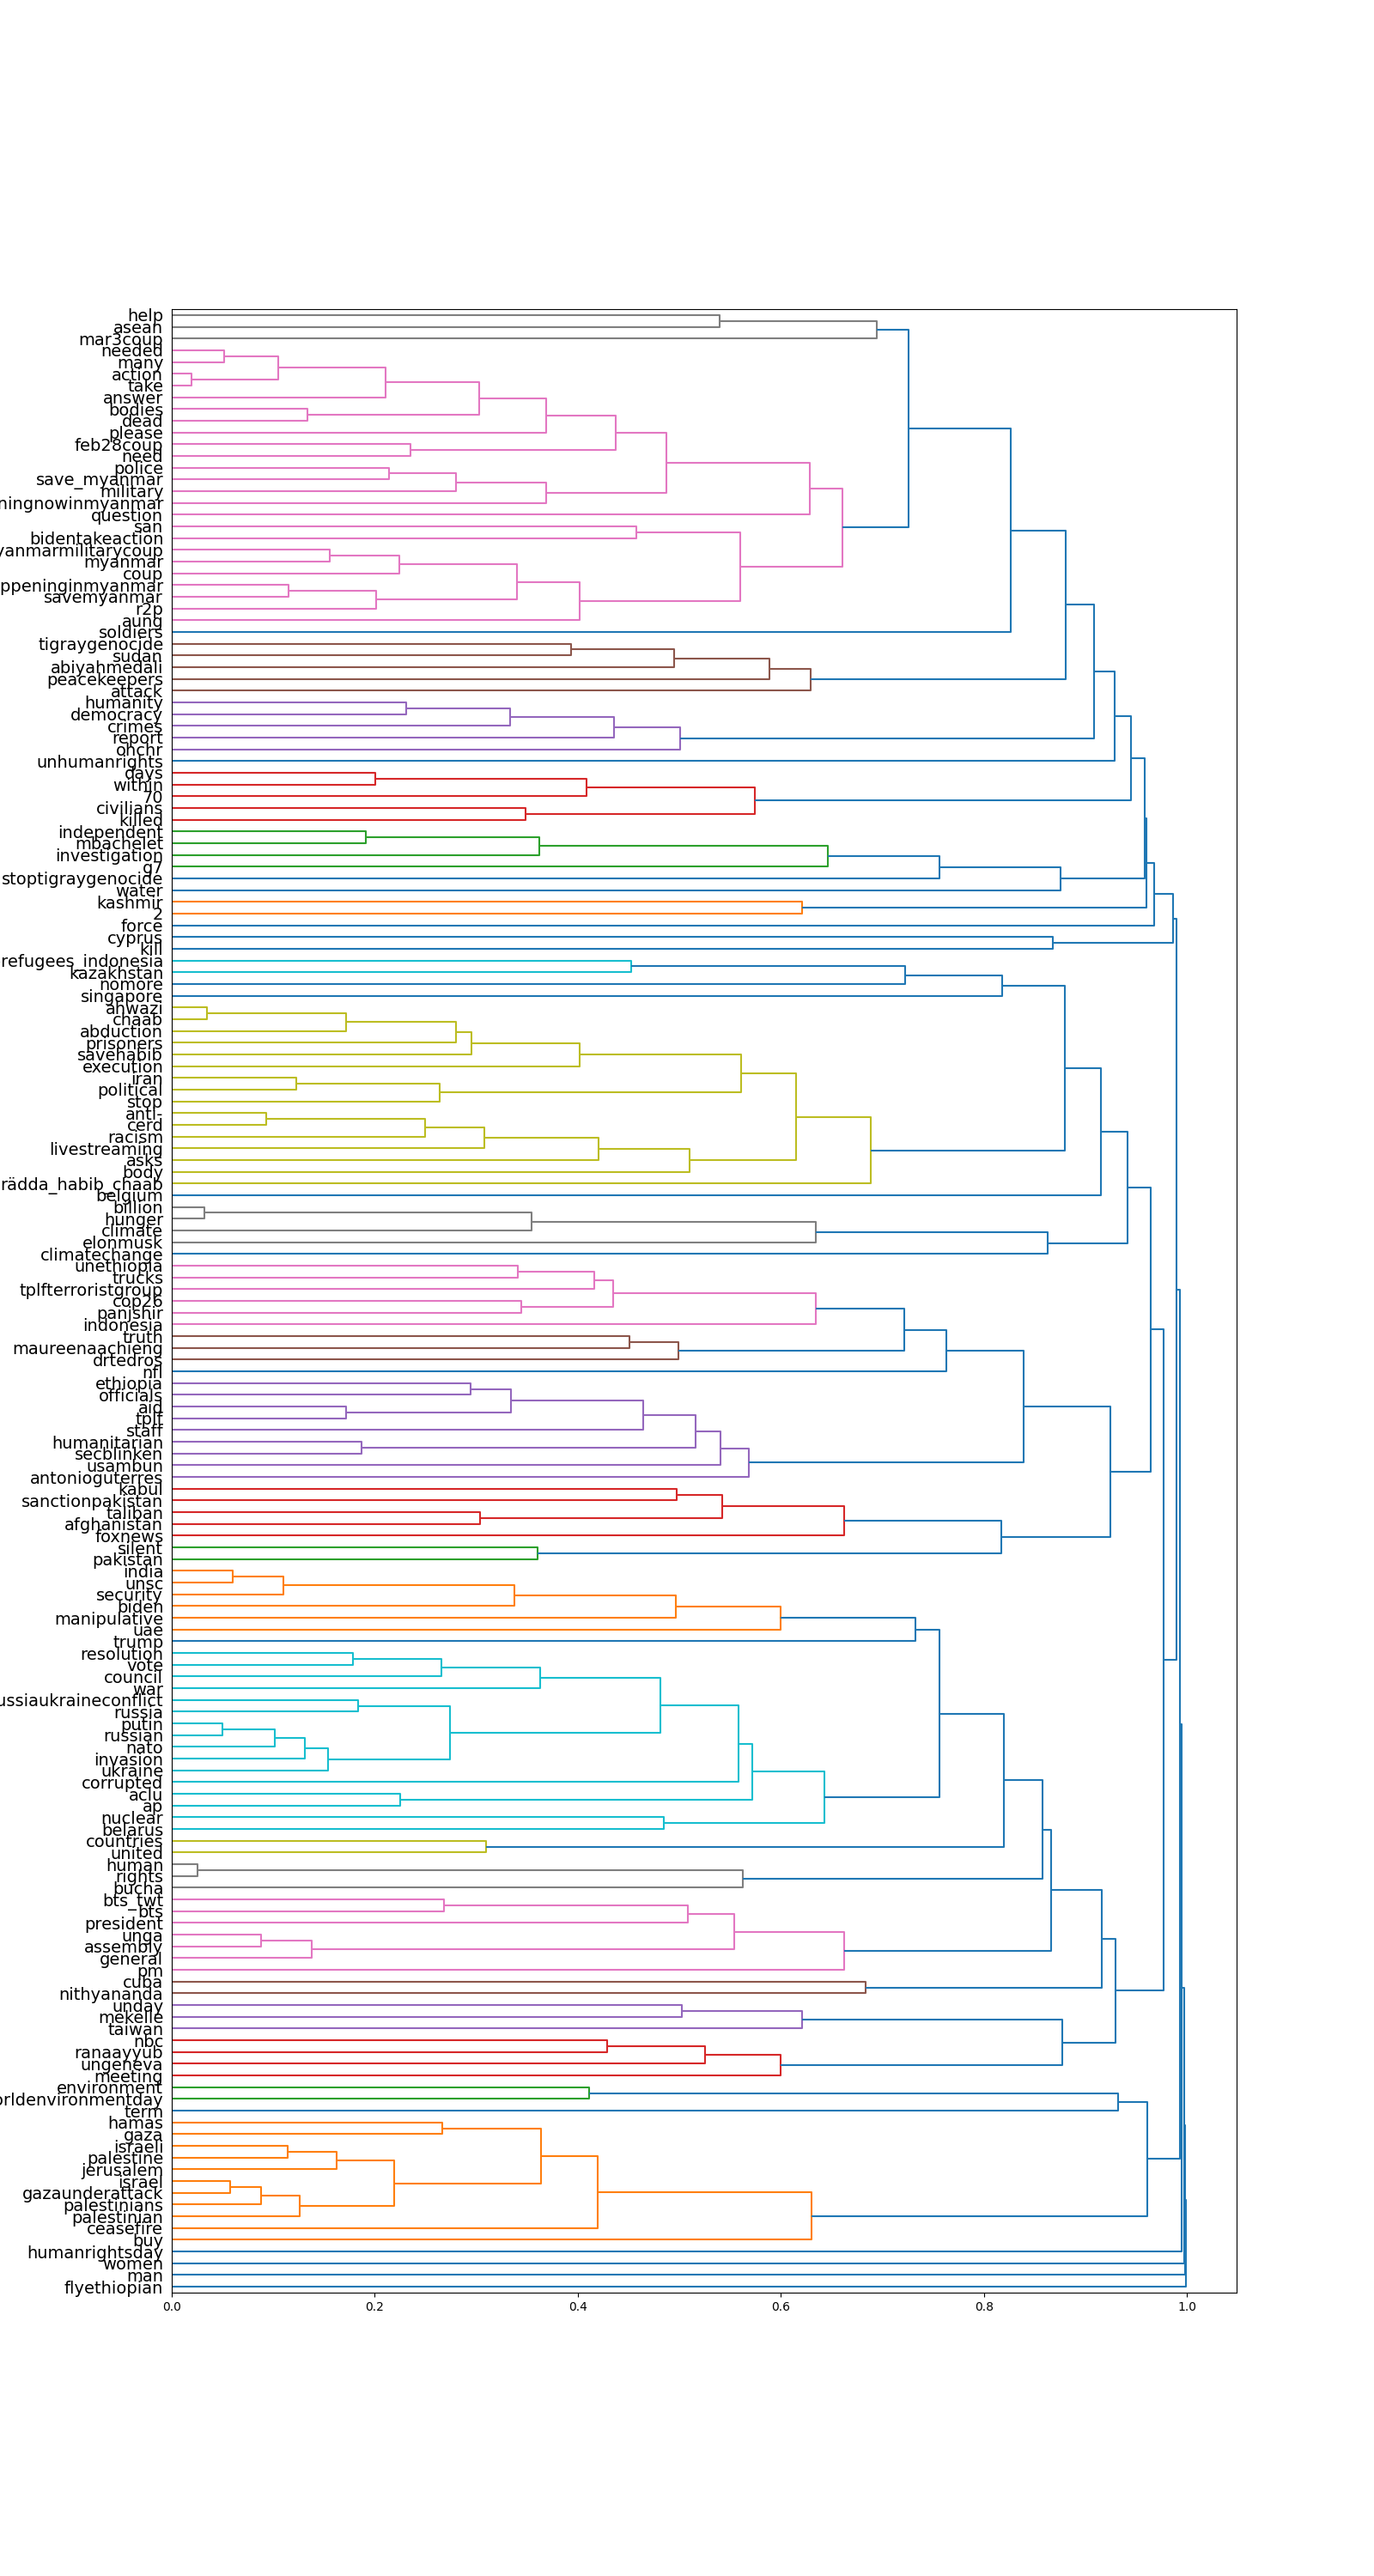 help
asean
mar3coup
needed
many
action
take
answer
bodies
dead
please
feb28coup
need
police
save_myanmar
military
ningnowinmyanmar
question
san
bidentakeaction
yanmarmilitarycoup
myanmar
coup
ppeninginmyanmar
savemyanmar
r2p
aung
soldiers
tigraygenocide
sudan
abiyahmedali
peacekeepers
attack
humanity
democracy
crimes
report
ohchr
unhumanrights
days
within
70
civilians
killed
independent
mbachelet
investigation
g7
stoptigraygenocide
water
kashmir
2
force
cyprus
kill
refugees_indonesia
kazakhstan
nomore
singapore
ahwazi
chaab
abduction
prisoners
savehabib
execution
iran
political
stop
anti-
cerd
racism
livestreaming
asks
body
rädda_habib_chaab
belgium
billion
hunger
climate
elonmusk
climatechange
unethiopia
trucks
tplfterroristgroup
cop26
panjshir
indonesia
truth
maureenaachieng
drtedros
nfl
ethiopia
officials
aid
tplf
staff
humanitarian
secblinken
usambun
antonioguterres
kabul
sanctionpakistan
taliban
afghanistan
foxnews
silent
pakistan
india
unsc
security
biden
manipulative
uae
trump
resolution
vote
council
war
ussiaukraineconflict
russia
putin
russian
nato
invasion
ukraine
corrupted
aclu
ap
nuclear
belarus
countries
united
human
rights
bucha
bts_twt
bts
president
unga
assembly
general
pm
cuba
nithyananda
unday
mekelle
taiwan
nbc
ranaayyub
ungeneva
meeting
environment
orldenvironmentday
term
hamas
gaza
israeli
palestine
jerusalem
israel
gazaunderattack
palestinians
palestinian
ceasefire
buy
humanrightsday
women
man
flyethiopian
0.0 0.2 0.4 0.6 0.8 1.0